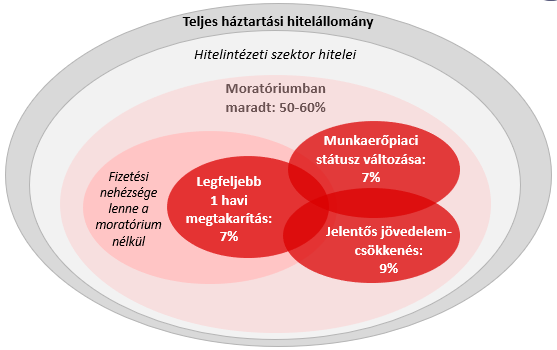 Teljes háztartási hitelállomány
Hitelintézeti szektor hitelei
Moratóriumban
maradt: 50-60%
Munkaerőpiaci
státusz változása:
7%
Fizetési
nehézsége
lenne a
moratórium
nélkül
Legfeljebb
1 havi
megtakarítás:
7%
Jelentős jövedelem-
csökkenés:
9%